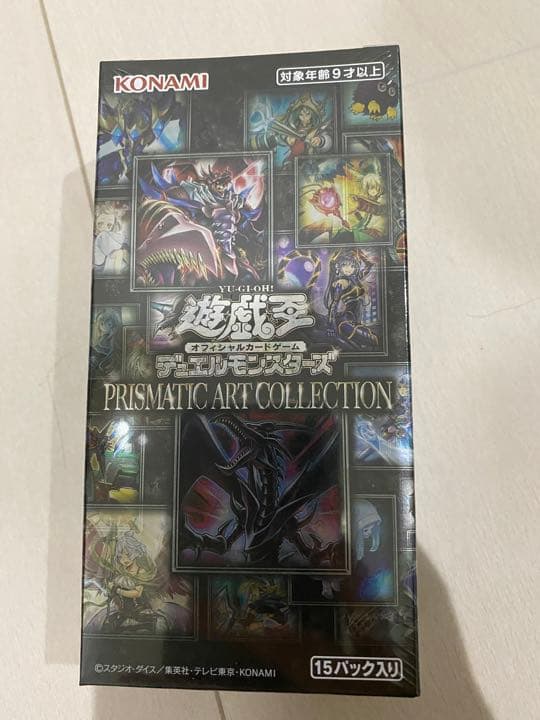 KONAMI
対象年齢9才以上
YU-GI-OH!
遊戯王
オフィシャルカードゲーム
デュエルモンスターズ
PRISMATIC ART COLLECTION
©スタジオ・ダイス/集英社・テレビ東京・KONAMI
15パック入り